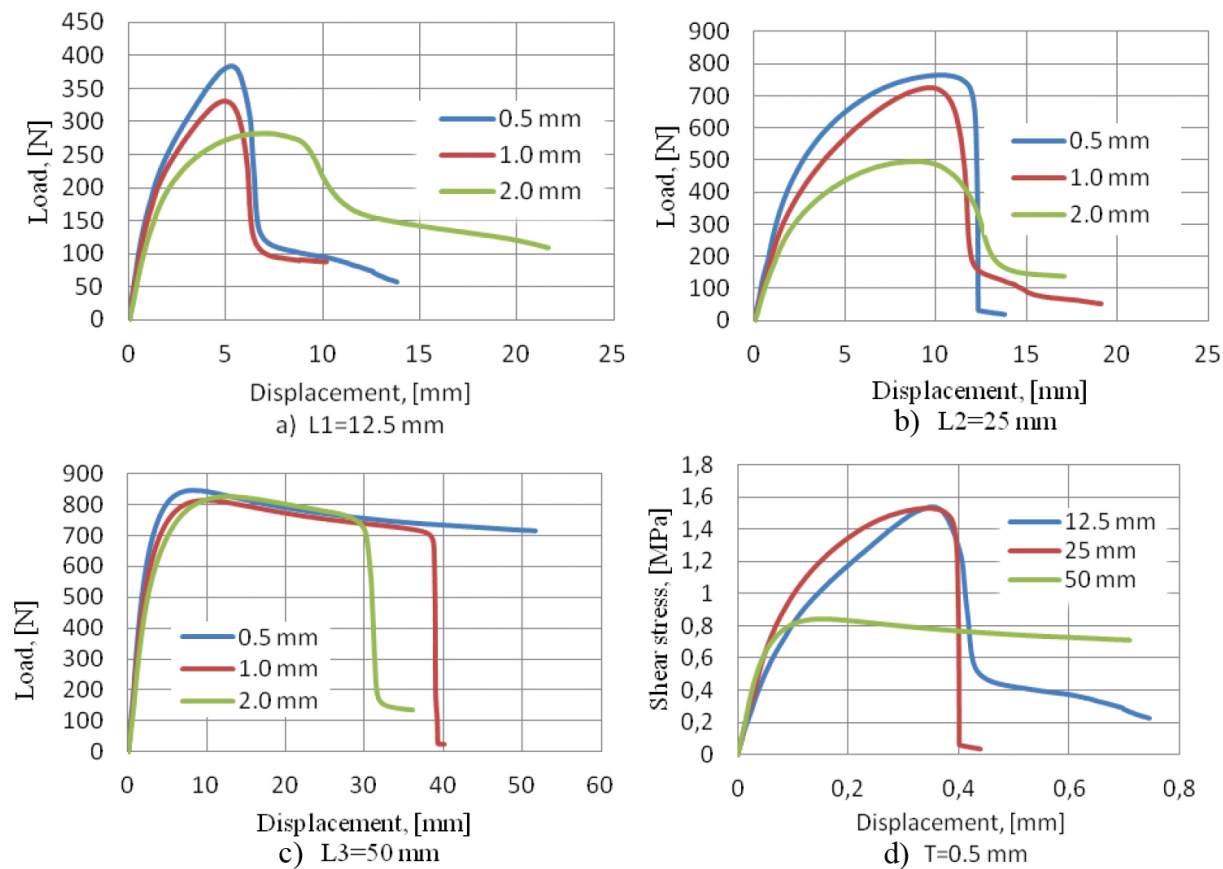 450
400
350
300
250
200
150
100
50
0
Load, [N]
0.5 mm
1.0 mm
2.0 mm
0 5 10 15 20 25
Displacement, [mm]
a) L1=12.5 mm
900
800
700
600
500
400
300
200
100
0
Load, [N]
0.5 mm
1.0 mm
2.0 mm
0 5 10 15 20 25
Displacement, [mm]
b) L2=25 mm
900
800
700
600
500
400
300
200
100
0
Load, [N]
0.5 mm
1.0 mm
2.0 mm
0 10 20 30 40 50 60
Displacement, [mm]
c) L3=50 mm
1,8
1,6
1,4
1,2
1
0,8
0,6
0,4
0,2
0
Shear stress, [MPa]
12.5 mm
25 mm
50 mm
0 0,2 0,4 0,6 0,8
Displacement, [mm]
d) T=0.5 mm